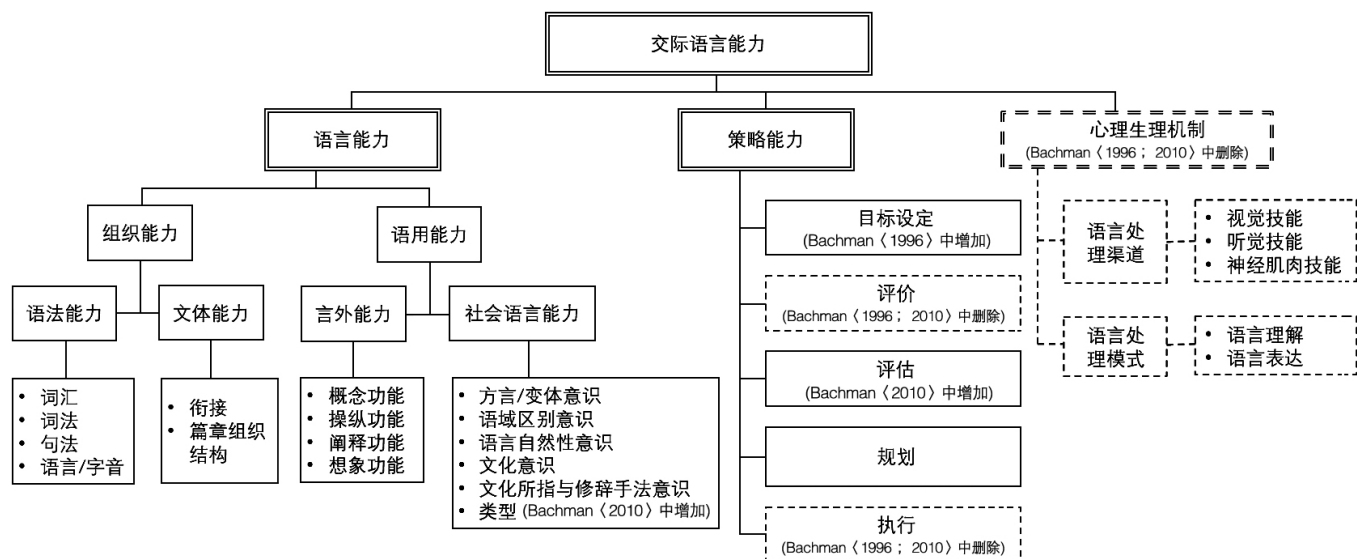 交际语言能力
语言能力
策略能力
心理生理机制
(Bachman〈1996；2010〉中删除)
组织能力
语用能力
目标设定
(Bachman〈1996〉中增加)
语言处
理渠道
• 视觉技能
• 听觉技能
• 神经肌肉技能
语法能力
文体能力
言外能力
社会语言能力
评价
(Bachman〈1996；2010〉中删除)
语言处
理模式
• 语言理解
• 语言表达
评估
(Bachman〈2010〉中增加)
• 词汇
• 词法
• 句法
• 语言/字音
• 衔接
• 篇章组织
结构
• 概念功能
• 操纵功能
• 阐释功能
• 想象功能
• 方言/变体意识
• 语域区别意识
• 语言自然性意识
• 文化意识
• 文化所指与修辞手法意识
• 类型 (Bachman〈2010〉中增加)
规划
执行
(Bachman〈1996；2010〉中删除)